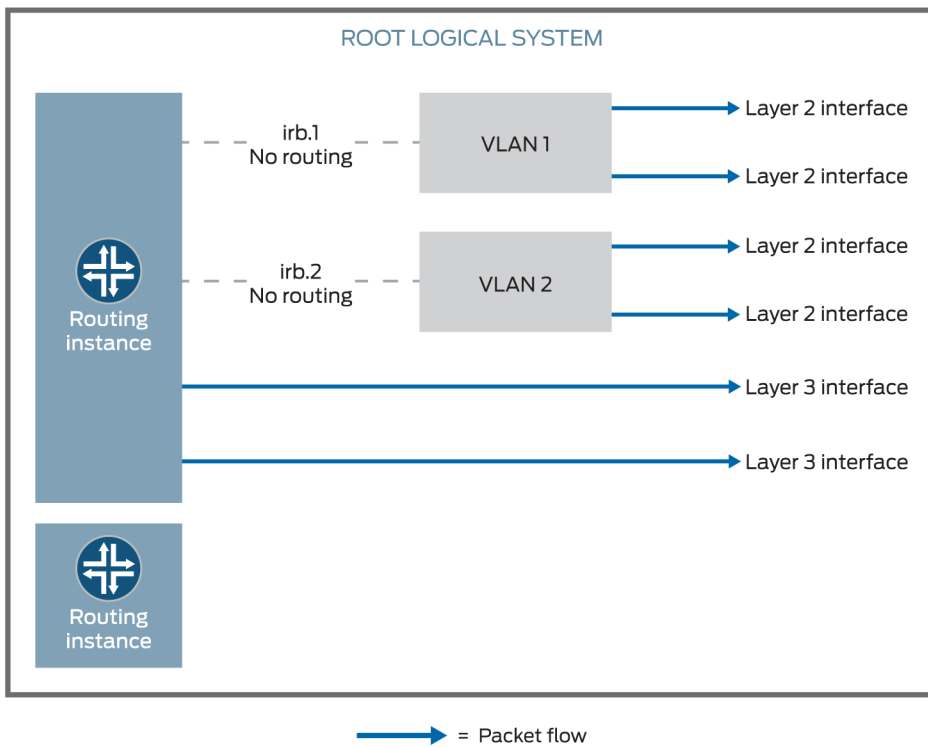 ROOT LOGICAL SYSTEM
irb.1
No routing
VLAN 1
Layer 2 interface
Layer 2 interface
irb.2
No routing
VLAN 2
Layer 2 interface
Layer 2 interface
Routing
instance
Layer 3 interface
Layer 3 interface
Routing
instance
= Packet flow